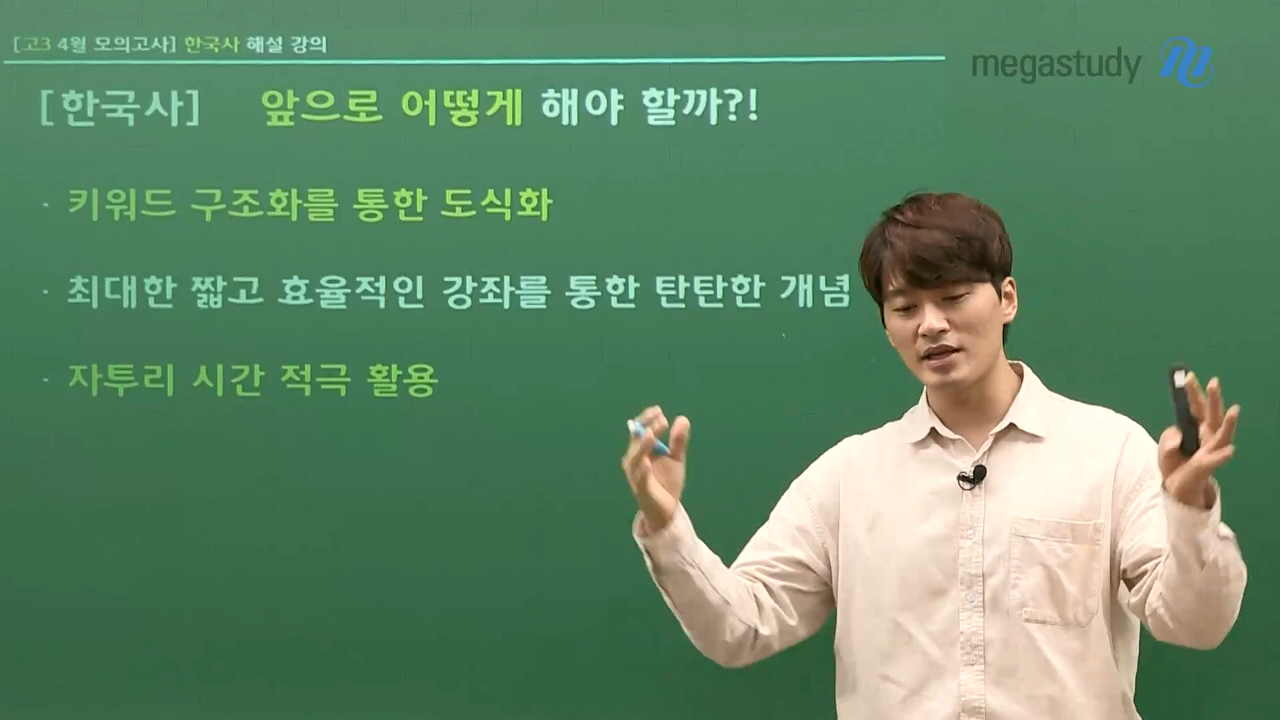 [고3 4월 모의고사] 한국사 해설 강의
megastudy
[한국사] 앞으로 어떻게 해야 할까?!
· 키워드 구조화를 통한 도식화
· 최대한 짧고 효율적인 강좌를 통한 탄탄한 개념
· 자투리 시간 적극 활용